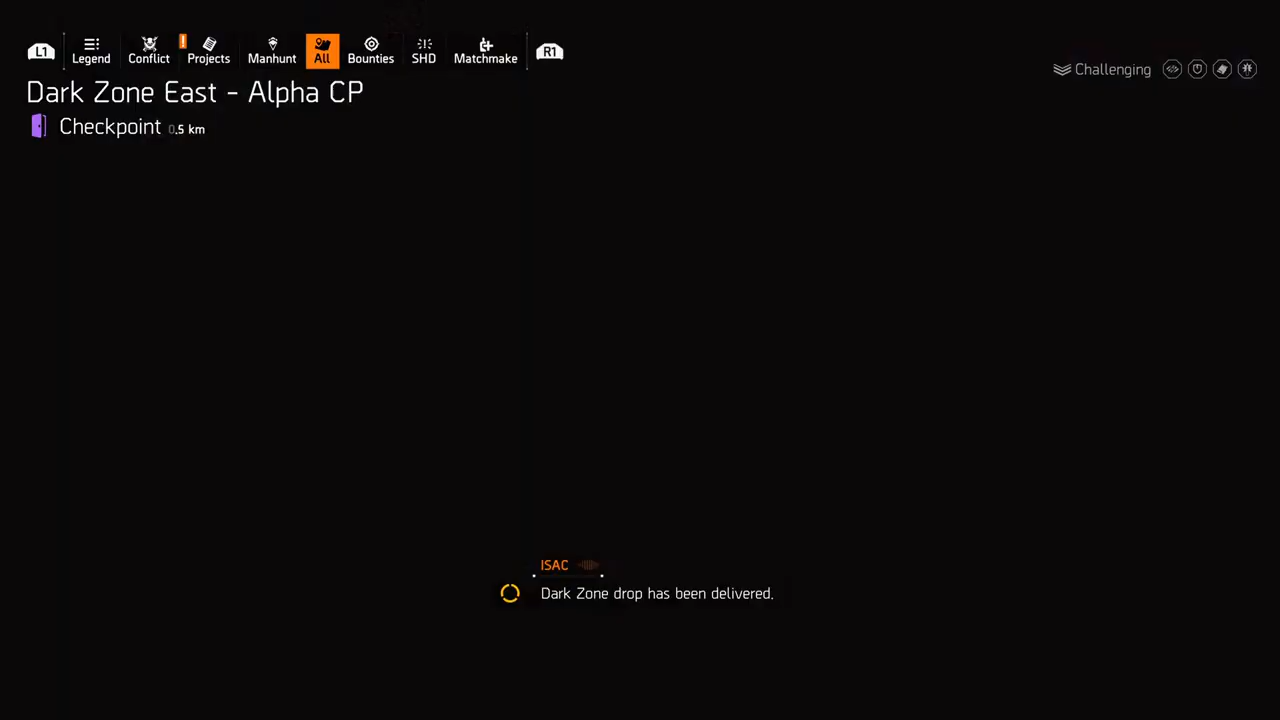 L1 Legend Conflict Projects Manhunt All Bounties SHD Matchmake R1
Challenging
Dark Zone East - Alpha CP
Checkpoint 0.5 km
ISAC
Dark Zone drop has been delivered.